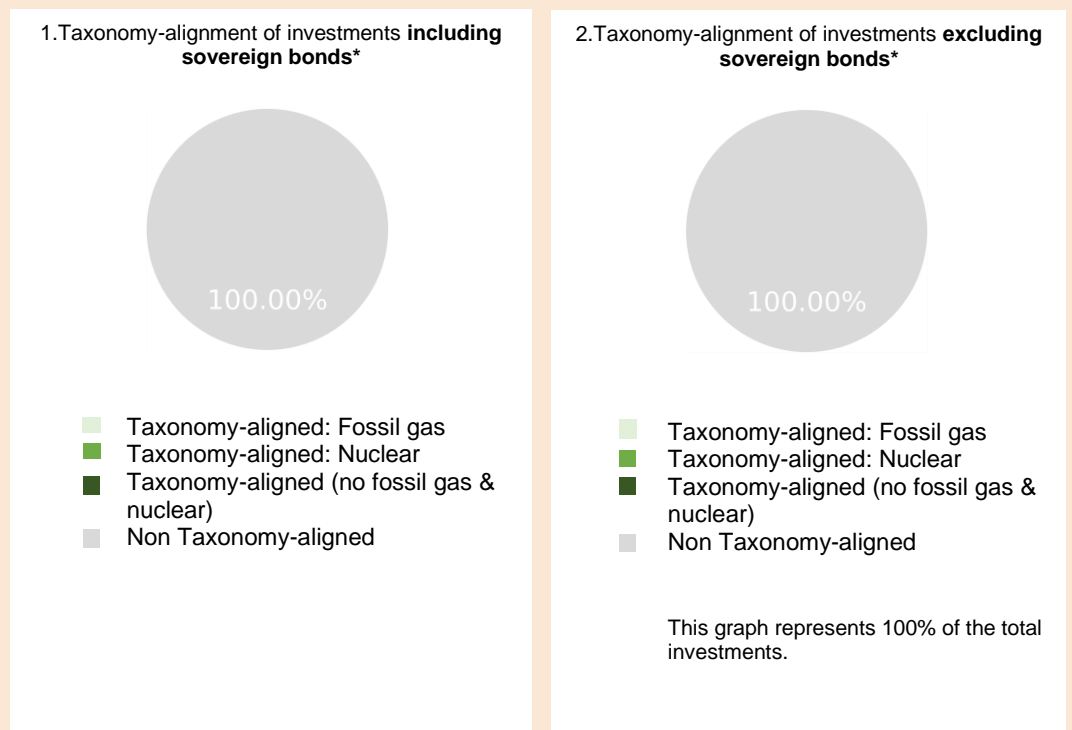 1.Taxonomy-alignment of investments including
sovereign bonds*
100.00%
Taxonomy-aligned: Fossil gas
Taxonomy-aligned: Nuclear
Taxonomy-aligned (no fossil gas &
nuclear)
Non Taxonomy-aligned
2.Taxonomy-alignment of investments excluding
sovereign bonds*
100.00%
Taxonomy-aligned: Fossil gas
Taxonomy-aligned: Nuclear
Taxonomy-aligned (no fossil gas &
nuclear)
Non Taxonomy-aligned
This graph represents 100% of the total
investments.